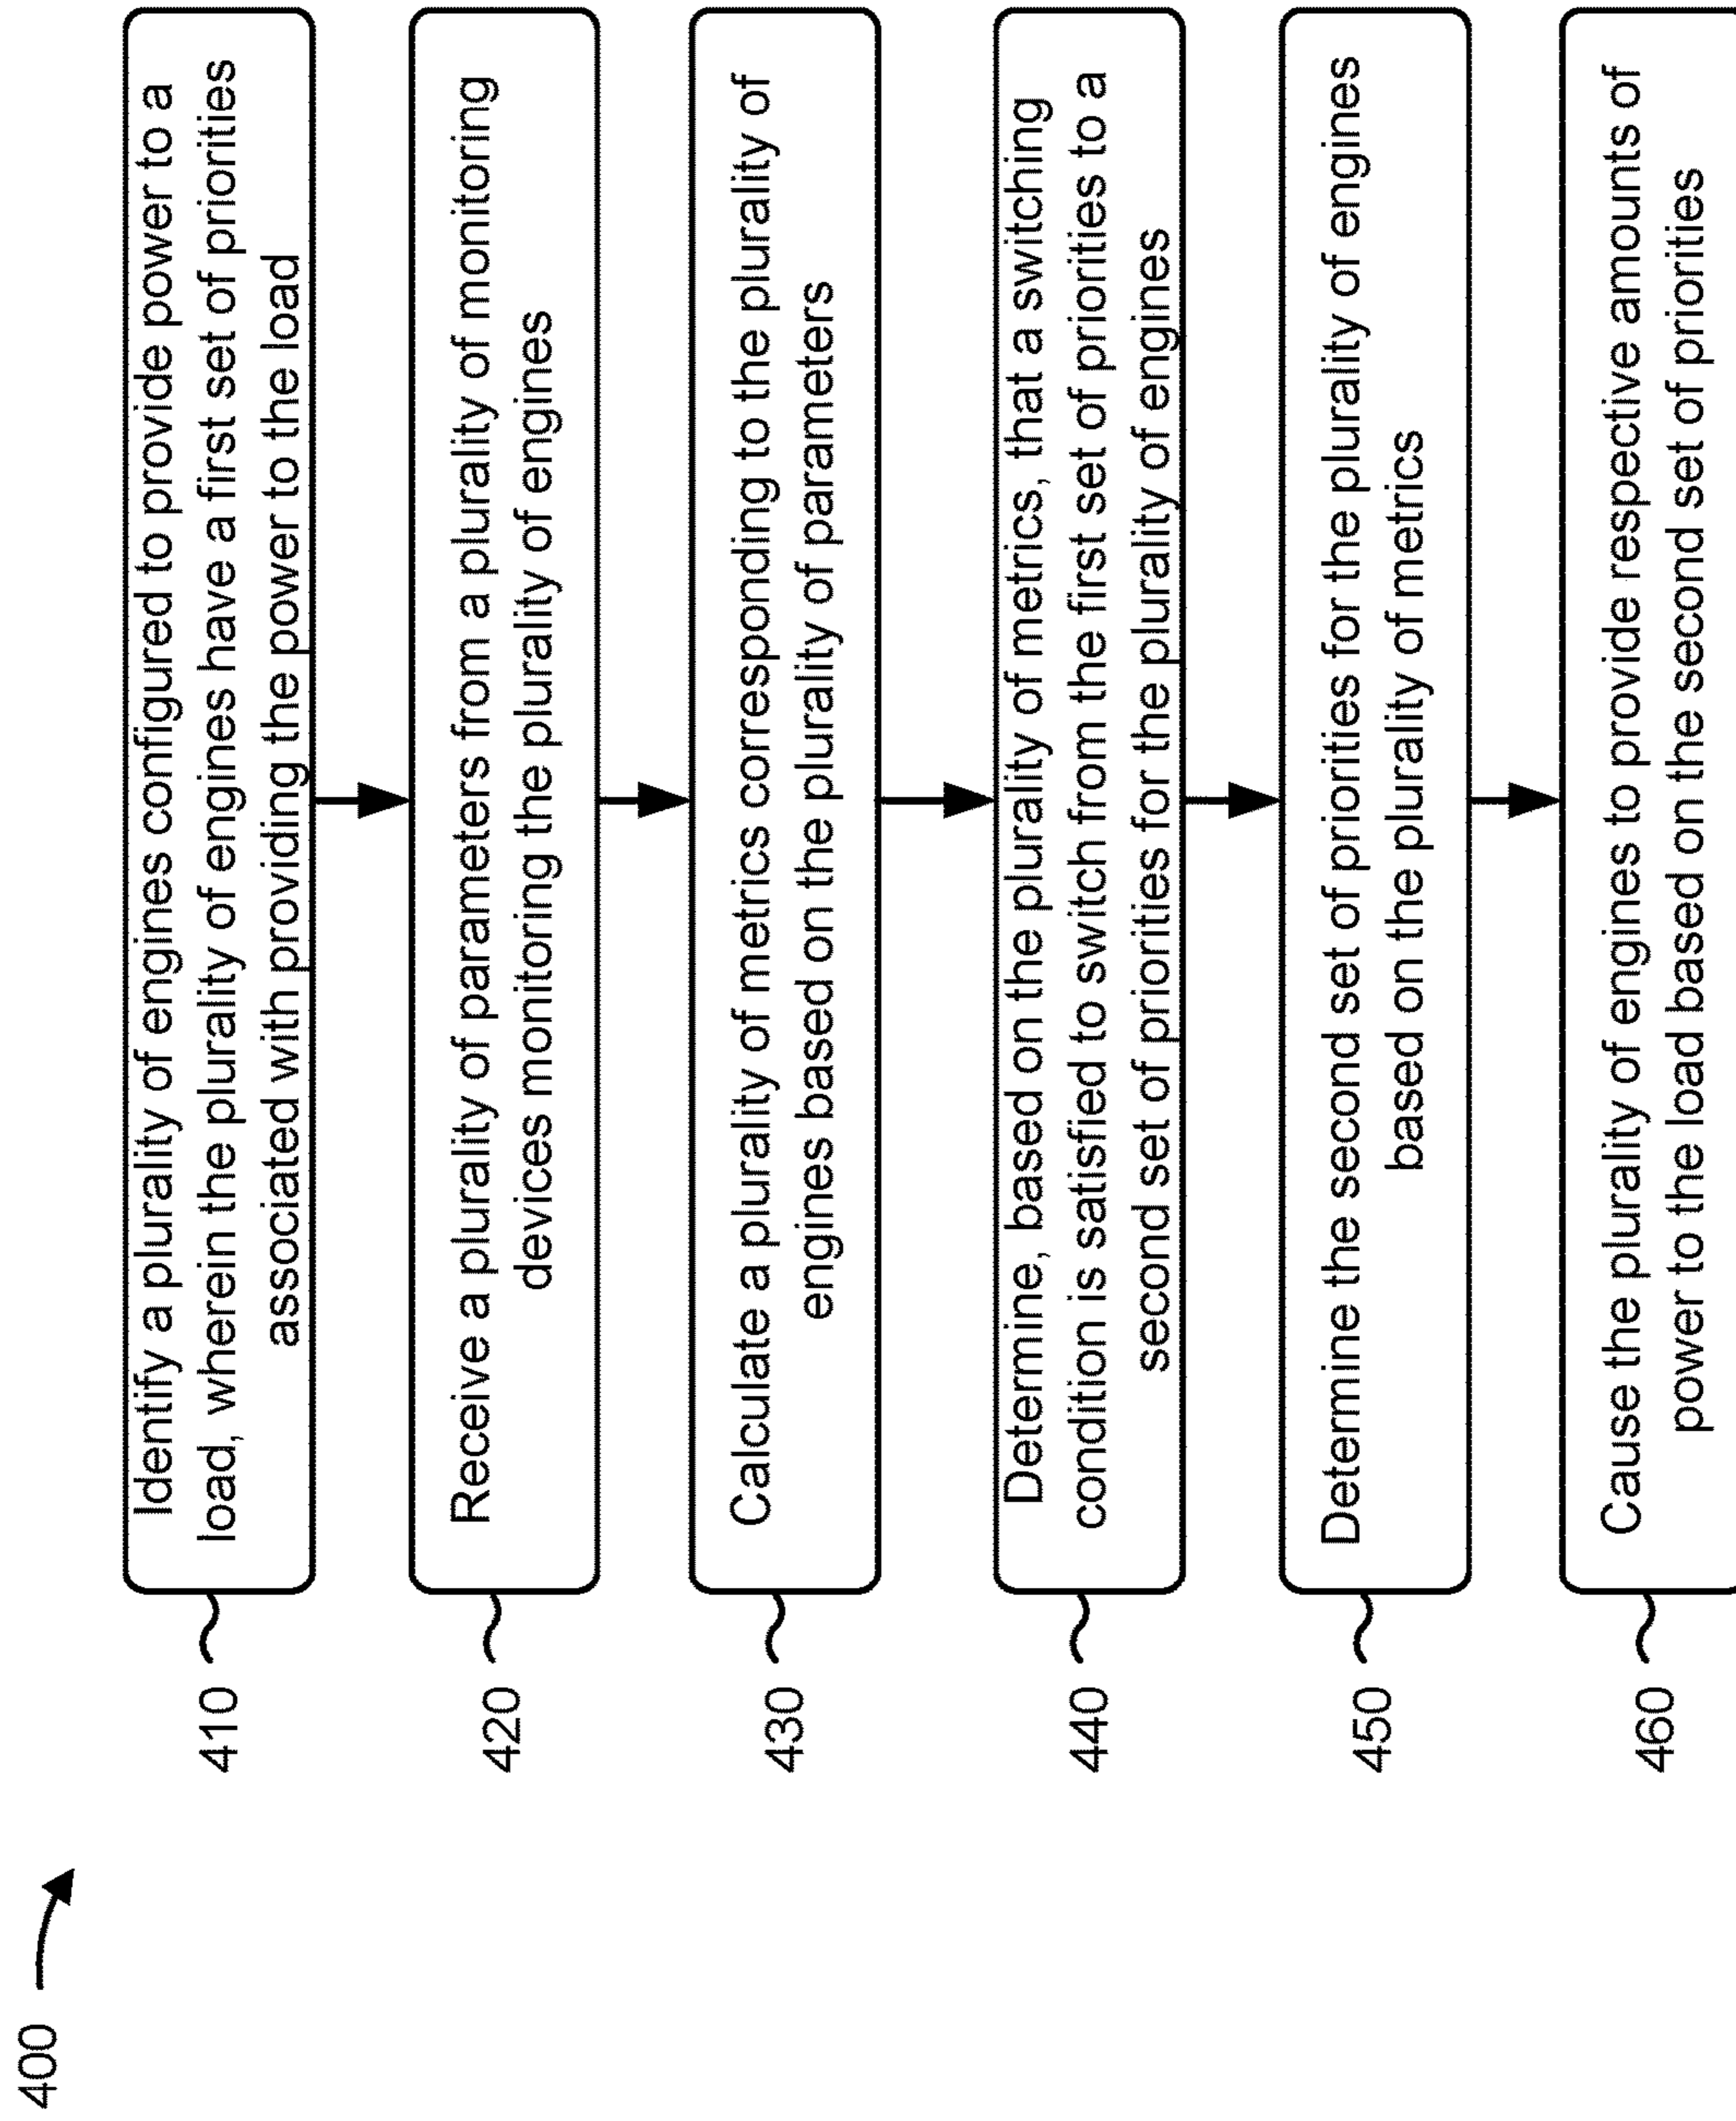 400
410
Identify a plurality of engines configured to provide power to a
load, wherein the plurality of engines have a first set of priorities
associated with providing the power to the load
420
Receive a plurality of parameters from a plurality of monitoring
devices monitoring the plurality of engines
430
Calculate a plurality of metrics corresponding to the plurality of
engines based on the plurality of parameters
440
Determine, based on the plurality of metrics, that a switching
condition is satisfied to switch from the first set of priorities to a
second set of priorities for the plurality of engines
450
Determine the second set of priorities for the plurality of engines
based on the plurality of metrics
460
Cause the plurality of engines to provide respective amounts of
power to the load based on the second set of priorities